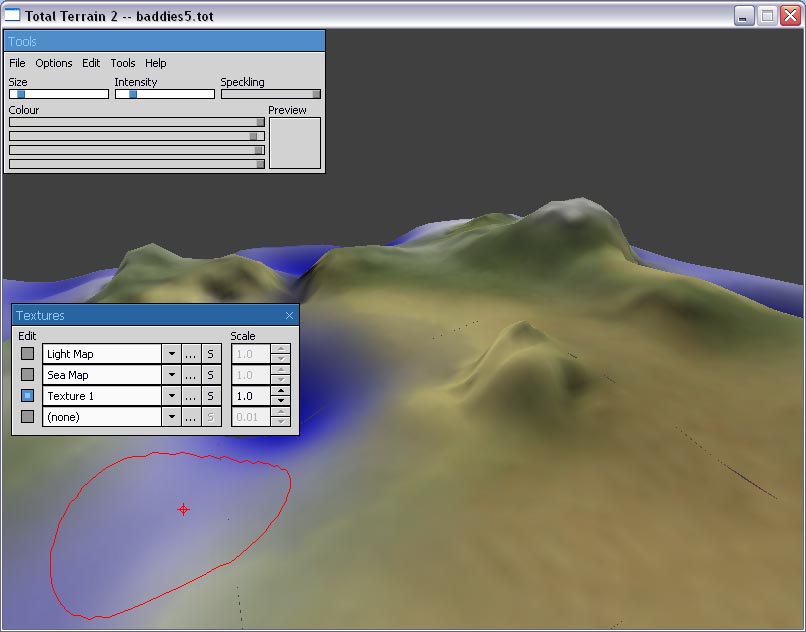 Total Terrain 2 -- baddies5.tot
Tools
File Options Edit Tools Help
Size Intensity Speckling
Colour Preview
Textures
Edit Scale
Light Map ... S 1.0
Sea Map ... S 1.0
Texture 1 ... S 1.0
(none) ... S 0.01